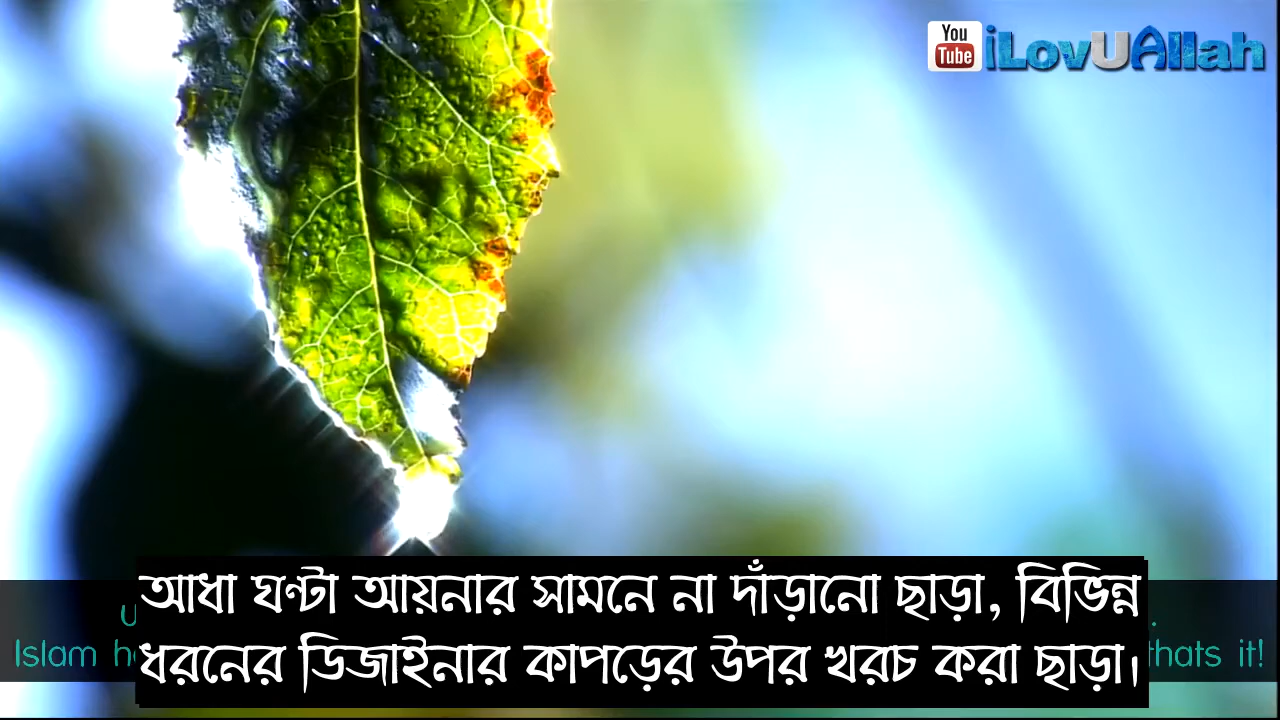 You
Tube
iLovUAllah
আধা ঘণ্টা আয়নার সামনে না দাঁড়ানো ছাড়া, বিভিন্ন
ধরনের ডিজাইনার কাপড়ের উপর খরচ করা ছাড়া।
Islam thats it!